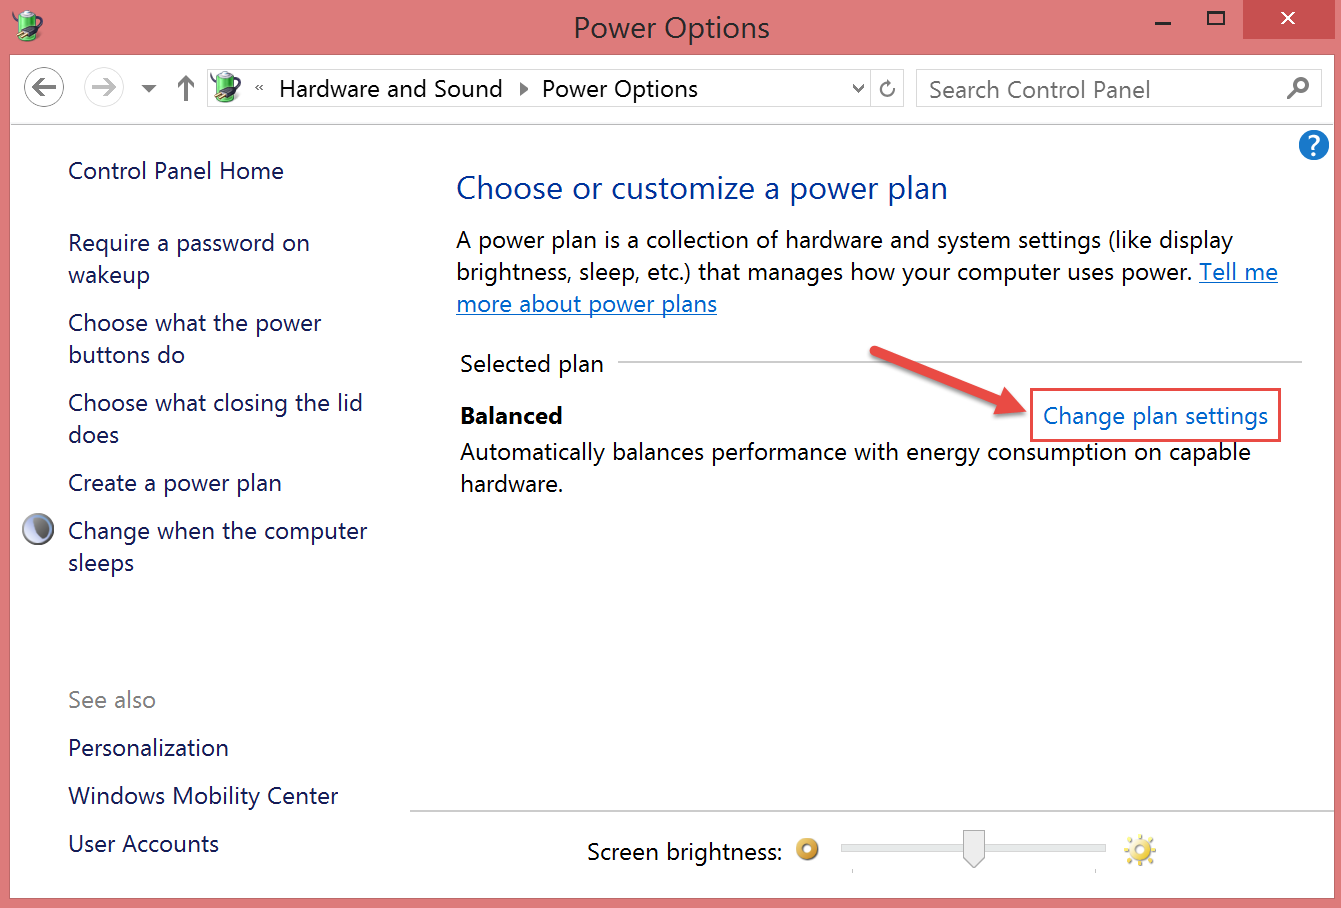 Power Options
« Hardware and Sound Power Options
Search Control Panel
?
Control Panel Home
Require a password on
wakeup
Choose what the power
buttons do
Choose what closing the lid
does
Create a power plan
Change when the computer
sleeps
See also
Personalization
Windows Mobility Center
User Accounts
Choose or customize a power plan
A power plan is a collection of hardware and system settings (like display
brightness, sleep, etc.) that manages how your computer uses power. Tell me
more about power plans
Selected plan
Balanced
Change plan settings
Automatically balances performance with energy consumption on capable
hardware.
Screen brightness: